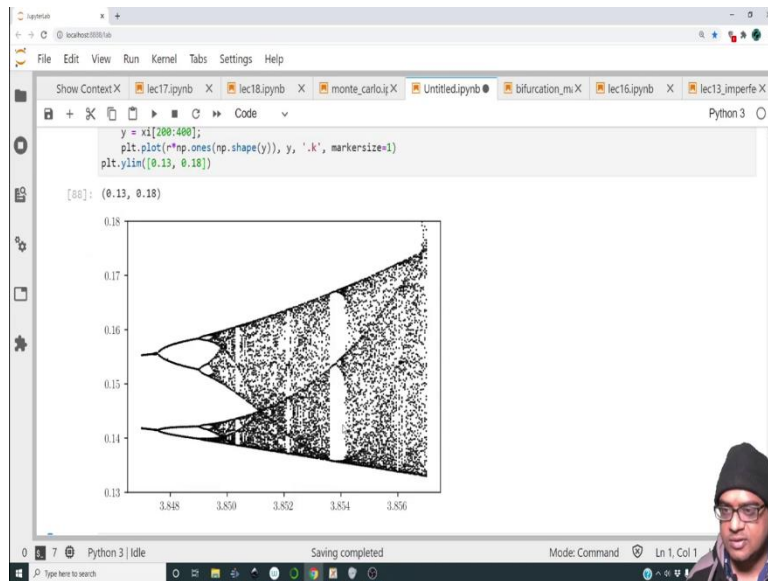 JupyterLab
localhost:8888/lab
File Edit View Run Kernel Tabs Settings Help
Show Context lec17.ipynb lec18.ipynb monte_carlo.ip Untitled.ipynb bifurcation_m lec16.ipynb lec13_imperfe
Code Python 3
y = xi[200:400];
plt.plot(r*np.ones(np.shape(y)), y, '.k', markersize=1)
plt.ylim([0.13, 0.18])
[88]: (0.13, 0.18)
0.18
0.17
0.16
0.15
0.14
0.13
3.848 3.850 3.852 3.854 3.856
0 7 Python 3 | Idle Saving completed Mode: Command Ln 1, Col 1
Type here to search